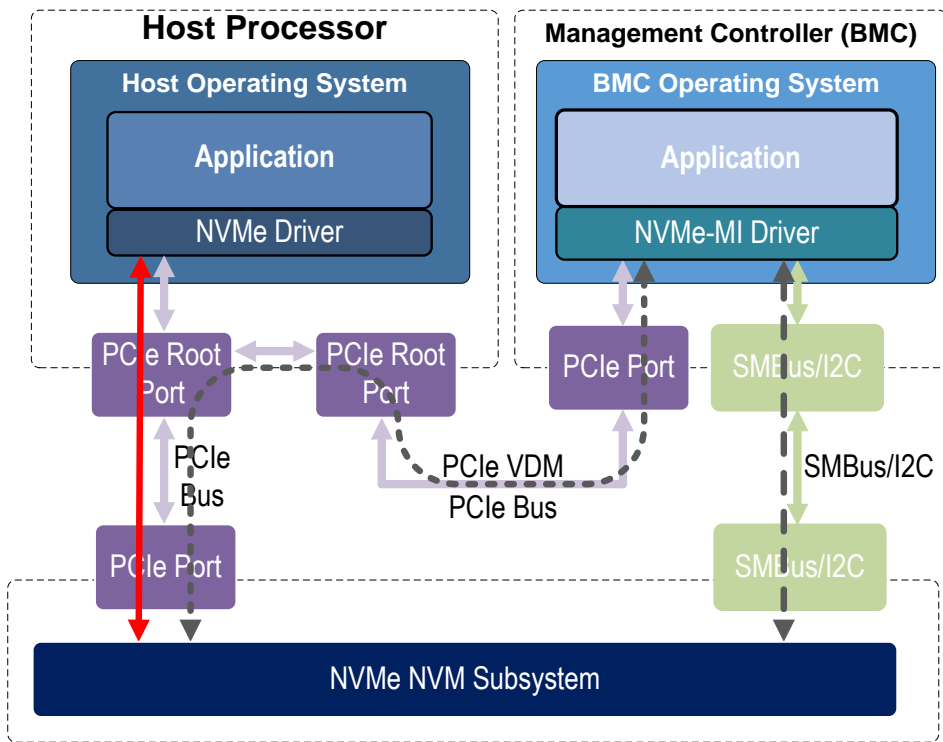 Host Processor
Management Controller (BMC)
Host Operating System
BMC Operating System
Application
Application
NVMe Driver
NVMe-MI Driver
PCIe Root
Port
PCIe Root
Port
PCIe Port
SMBus/I2C
PCIe
Bus
PCIe VDM
PCIe Bus
SMBus/I2C
PCIe Port
SMBus/I2C
NVMe NVM Subsystem